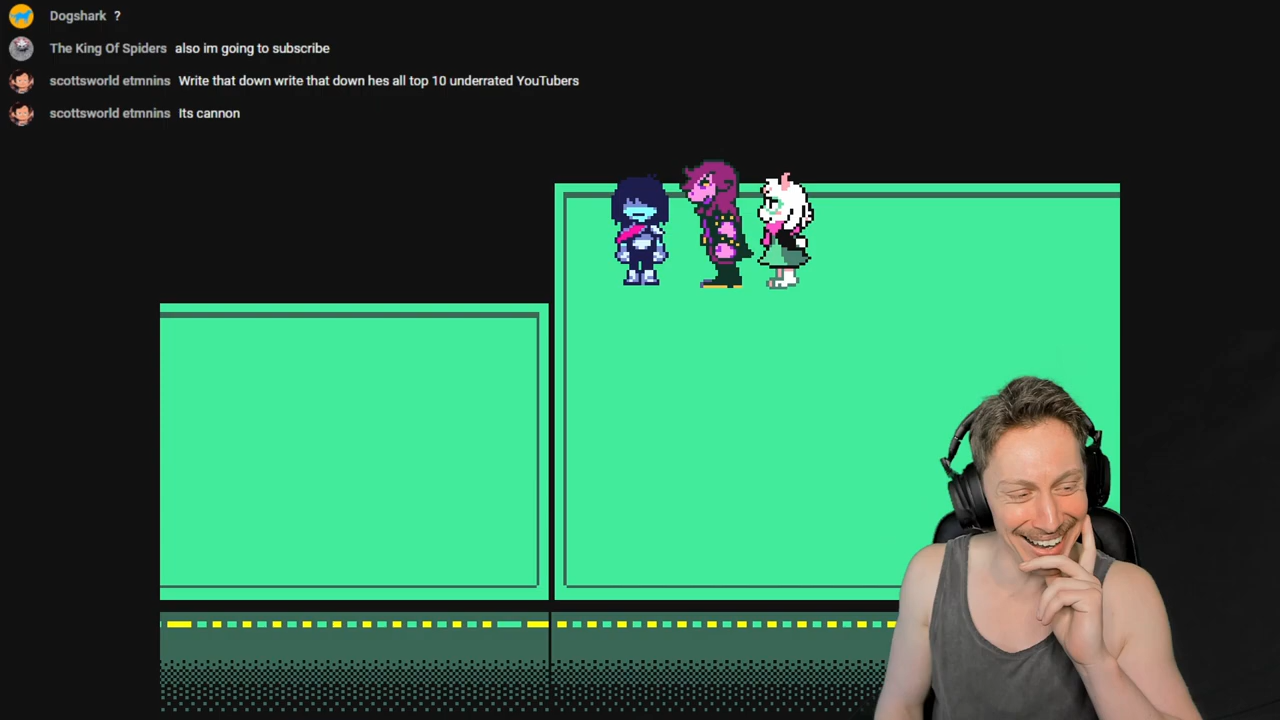 Dogshark ?
The King Of Spiders also im going to subscribe
scottsworld etmnins Write that down write that down hes all top 10 underrated YouTubers
scottsworld etmnins Its cannon